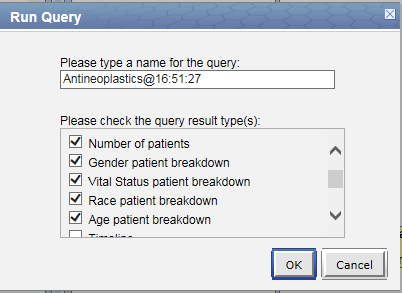 Run Query
Please type a name for the query:
Antineoplastics@16:51:27
Please check the query result type(s):
Number of patients
Gender patient breakdown
Vital Status patient breakdown
Race patient breakdown
Age patient breakdown
Timeline
OK
Cancel